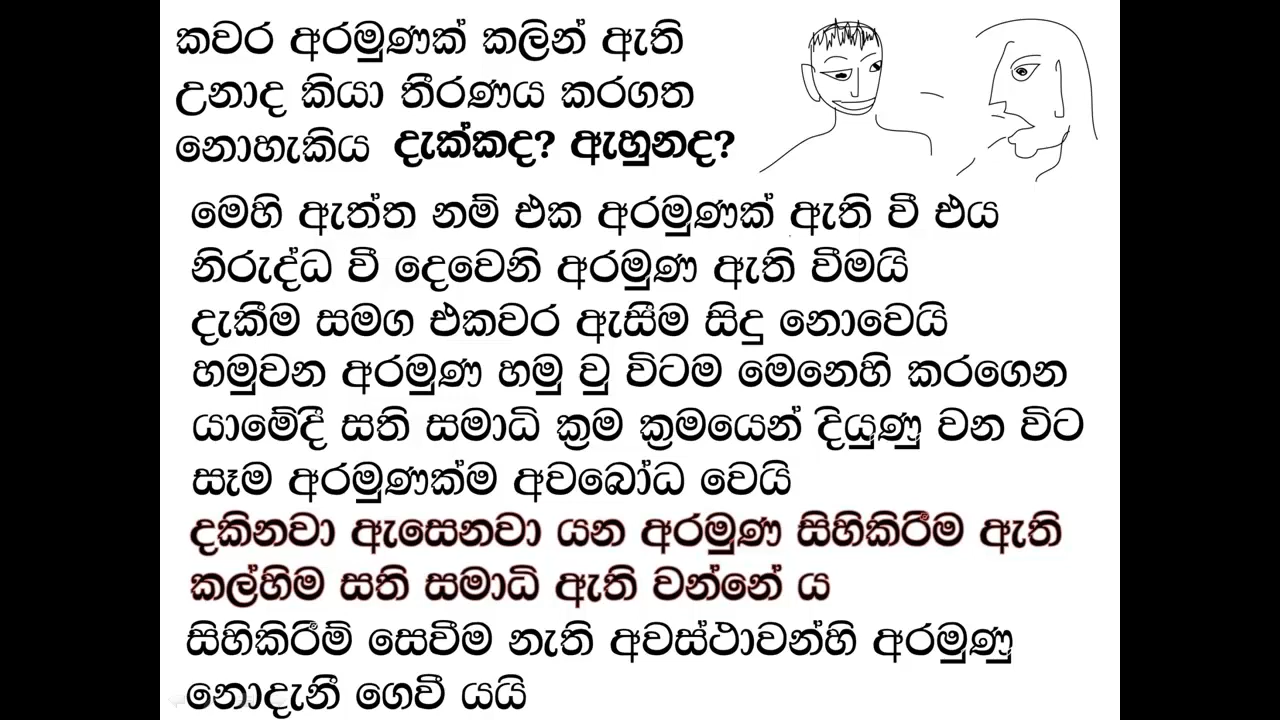 කවර අරමුණක් කලින් ඇති
උනාද කියා තීරණය කරගත
නොහැකිය දැක්කද? ඇහුනද?
මෙහි ඇත්ත නම් එක අරමුණක් ඇති වී එය
නිරුද්ධ වී දෙවෙනි අරමුණ ඇති වීමයි
දැකීම සමග එකවර ඇසීම සිදු නොවෙයි
හමුවන අරමුණ හමු වු විටම මෙනෙහි කරගෙන
යාමේදී සති සමාධි ක්‍රම ක්‍රමයෙන් දියුණු වන විට
සෑම අරමුණක්ම අවබෝධ වෙයි
දකිනවා ඇසෙනවා යන අරමුණ සිහිකිරීම ඇති
කල්හිම සති සමාධි ඇති වන්නේ ය
සිහිකිරීම් සෙවීම නැති අවස්ථාවන්හි අරමුණු
නොදැනී ගෙවී යයි